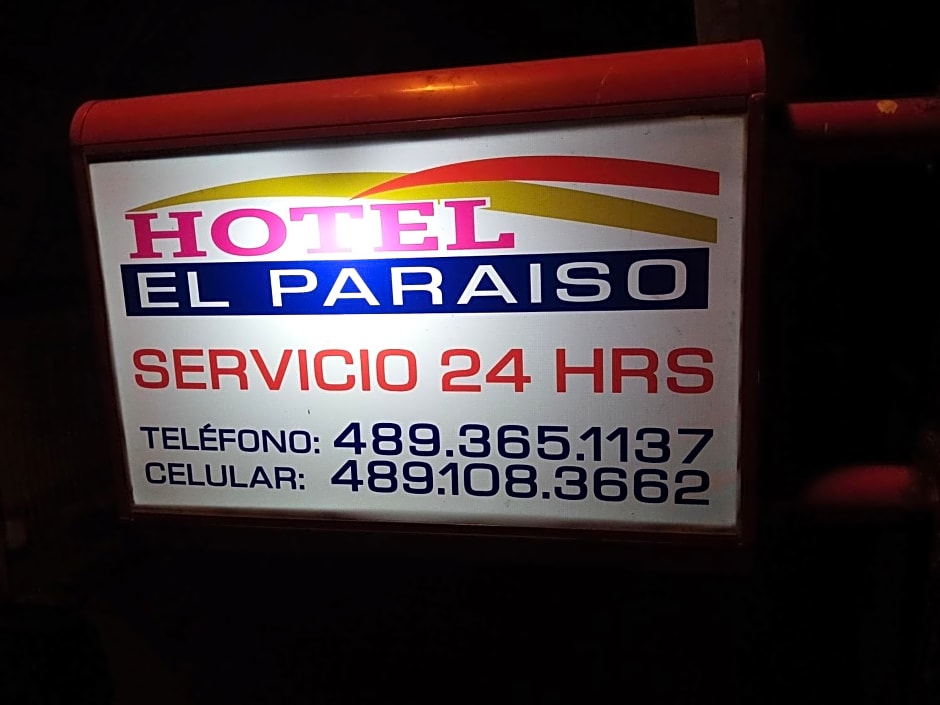 HOTEL
EL PARAISO
SERVICIO 24 HRS
TELÉFONO: 489.365.1137
CELULAR: 489.108.3662